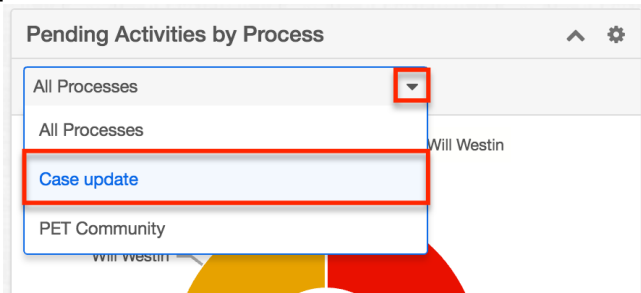 Pending Activities by Process
All Processes
All Processes
Will Westin
Case update
PET Community
Will Westin